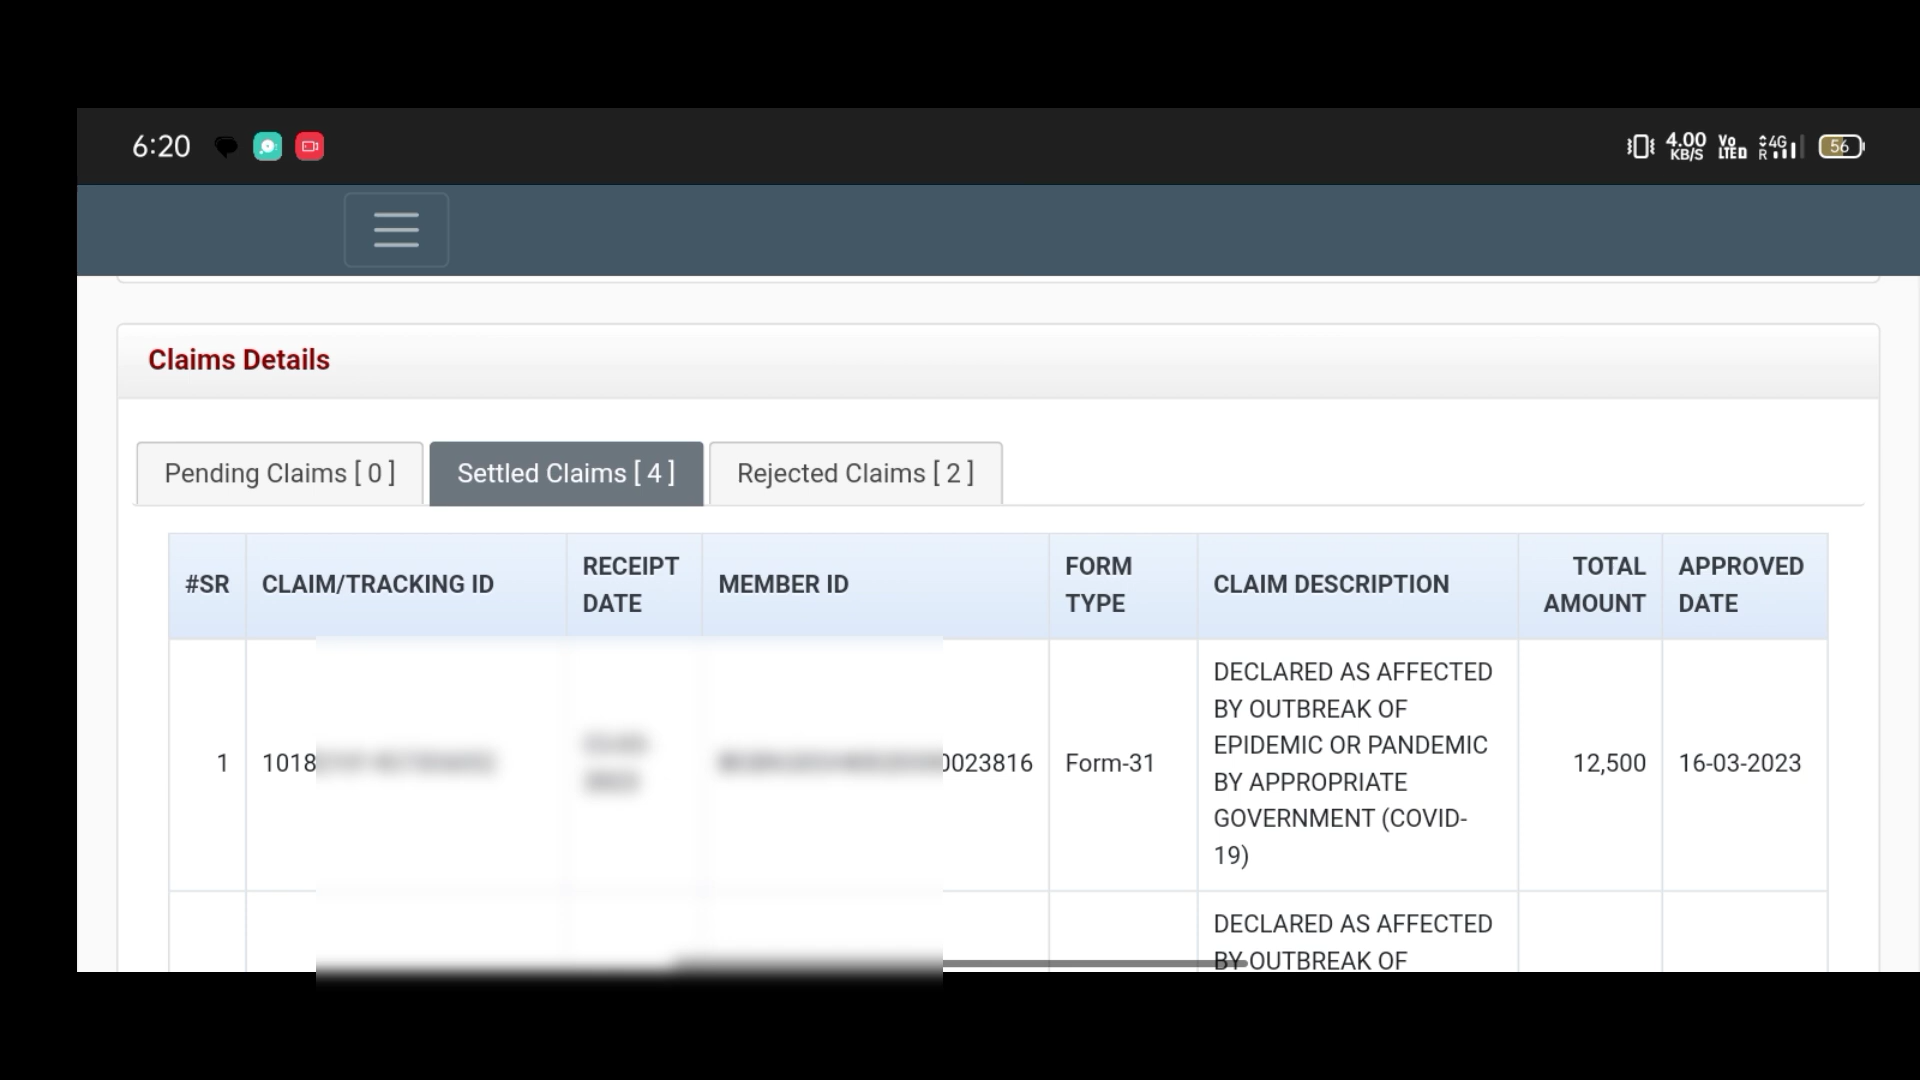 6:20
4.00 KB/S Vo LTED R 4G 56
Claims Details
Pending Claims [ 0 ] Settled Claims [ 4 ] Rejected Claims [ 2 ]
#SR CLAIM/TRACKING ID RECEIPT DATE MEMBER ID FORM TYPE CLAIM DESCRIPTION TOTAL AMOUNT APPROVED DATE
1 1018 0023816 Form-31
DECLARED AS AFFECTED
BY OUTBREAK OF
EPIDEMIC OR PANDEMIC
BY APPROPRIATE
GOVERNMENT (COVID-
19)
12,500 16-03-2023
DECLARED AS AFFECTED
BY OUTBREAK OF